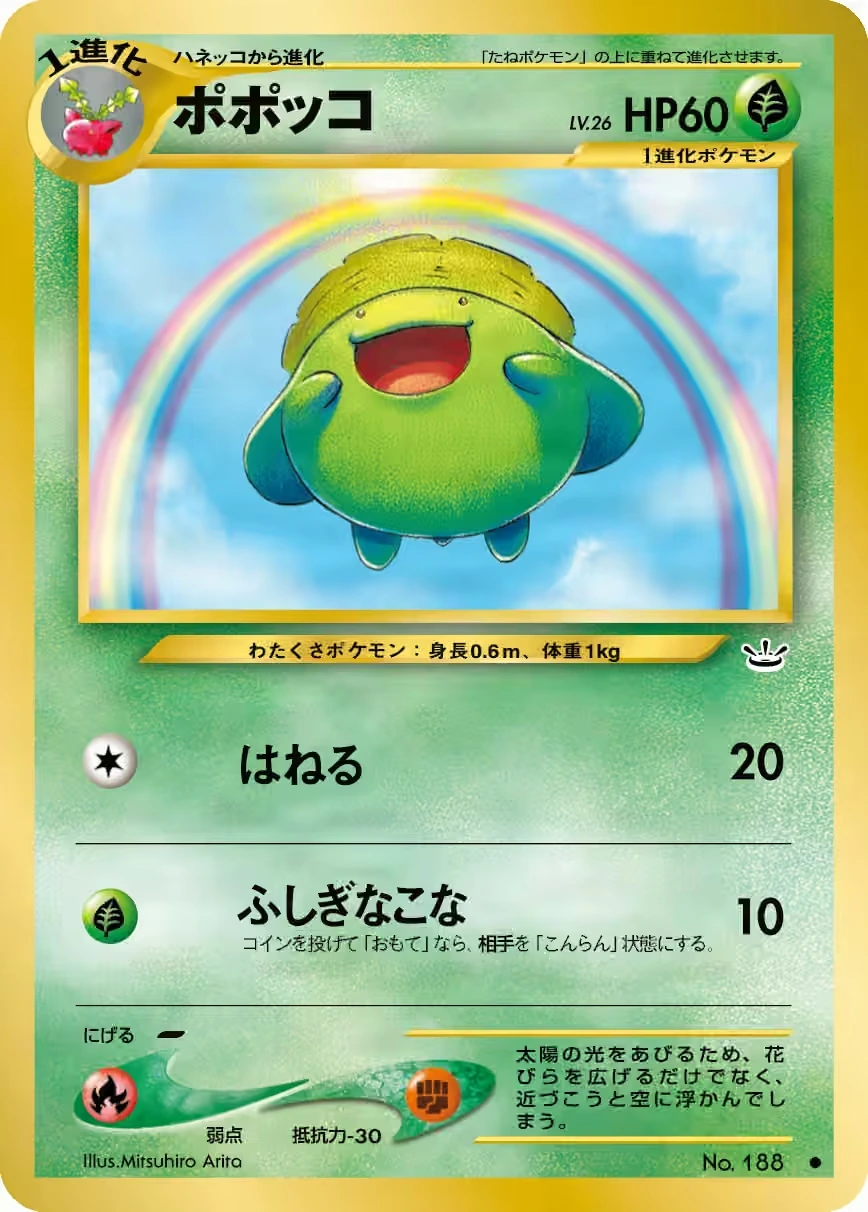 1進化
ハネッコから進化
「たねポケモン」の上に重ねて進化させます。
ポポッコ
LV.26 HP60
1進化ポケモン
わたくさポケモン：身長0.6m、体重1kg
はねる 20
ふしぎなこな 10
コインを投げて「おもて」なら、相手を「こんらん」状態にする。
にげる
弱点
抵抗力-30
太陽の光をあびるため、花
びらを広げるだけでなく、
近づこうと空に浮かんでし
まう。
Illus.Mitsuhiro Arita
No. 188